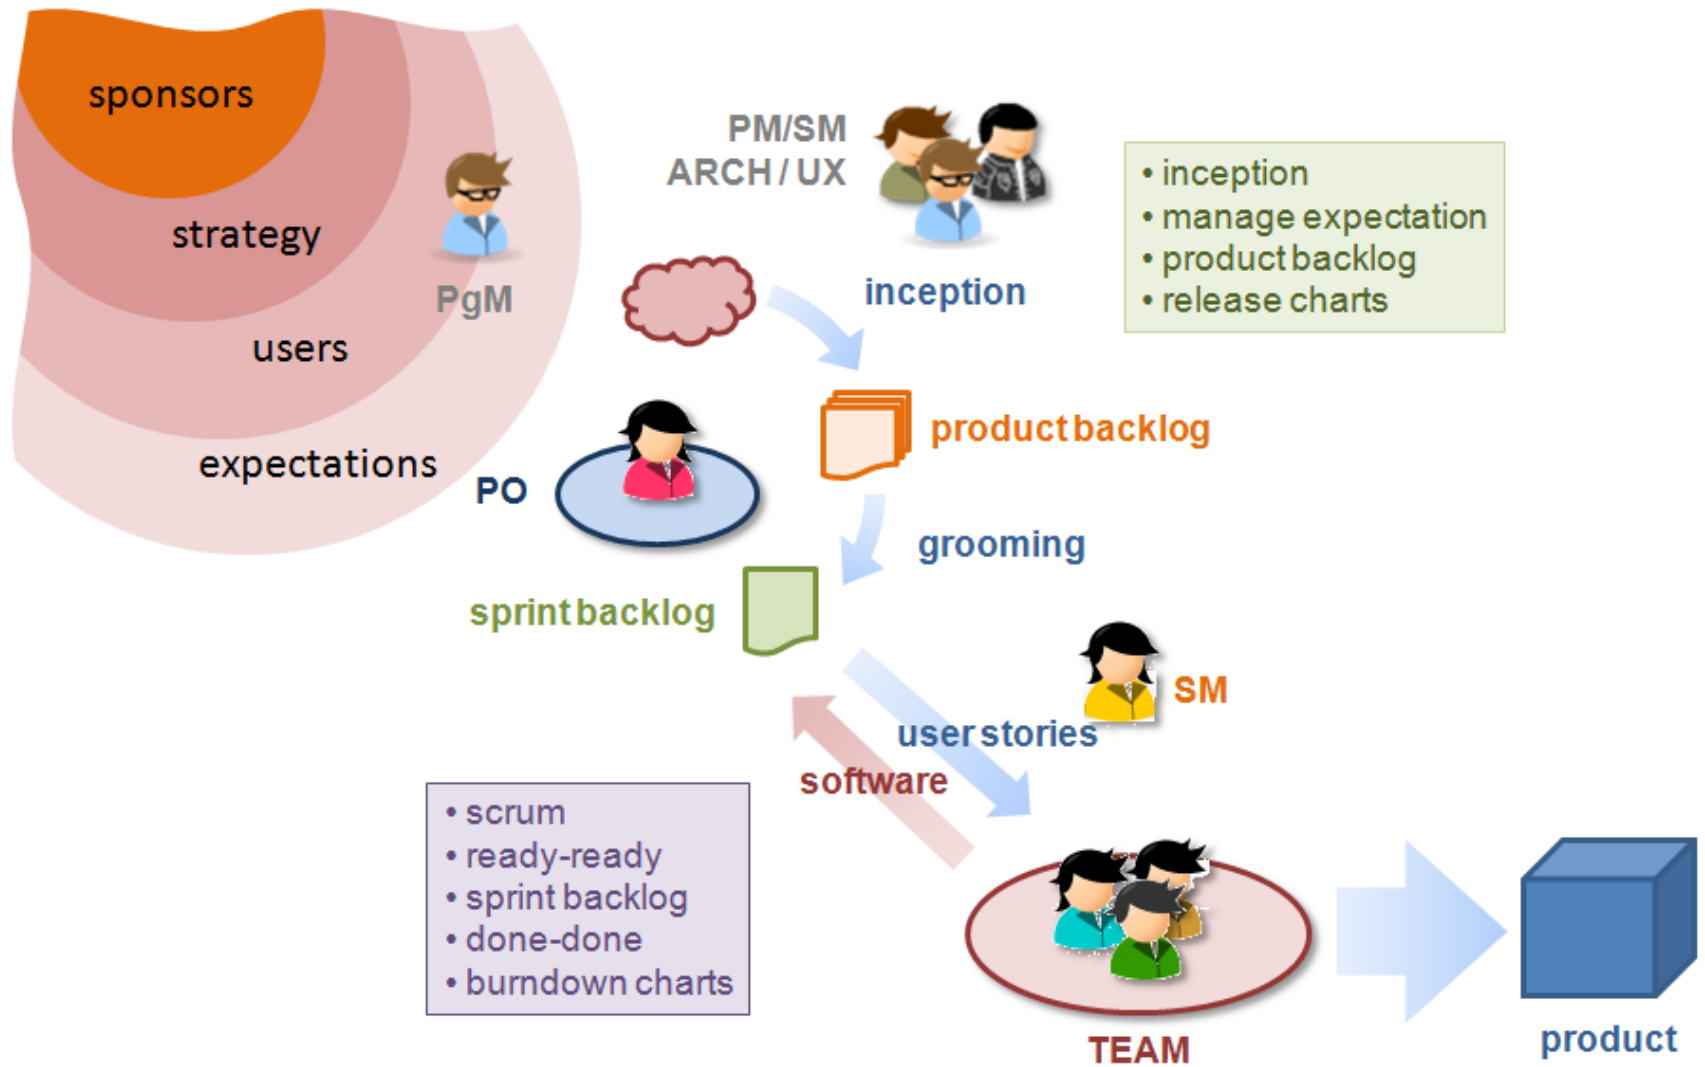 sponsors
strategy
users
expectations
PgM
PM/SM
ARCH / UX
inception
• inception
• manage expectation
• product backlog
• release charts
product backlog
PO
grooming
sprint backlog
SM
user stories
software
• scrum
• ready-ready
• sprint backlog
• done-done
• burndown charts
TEAM
product